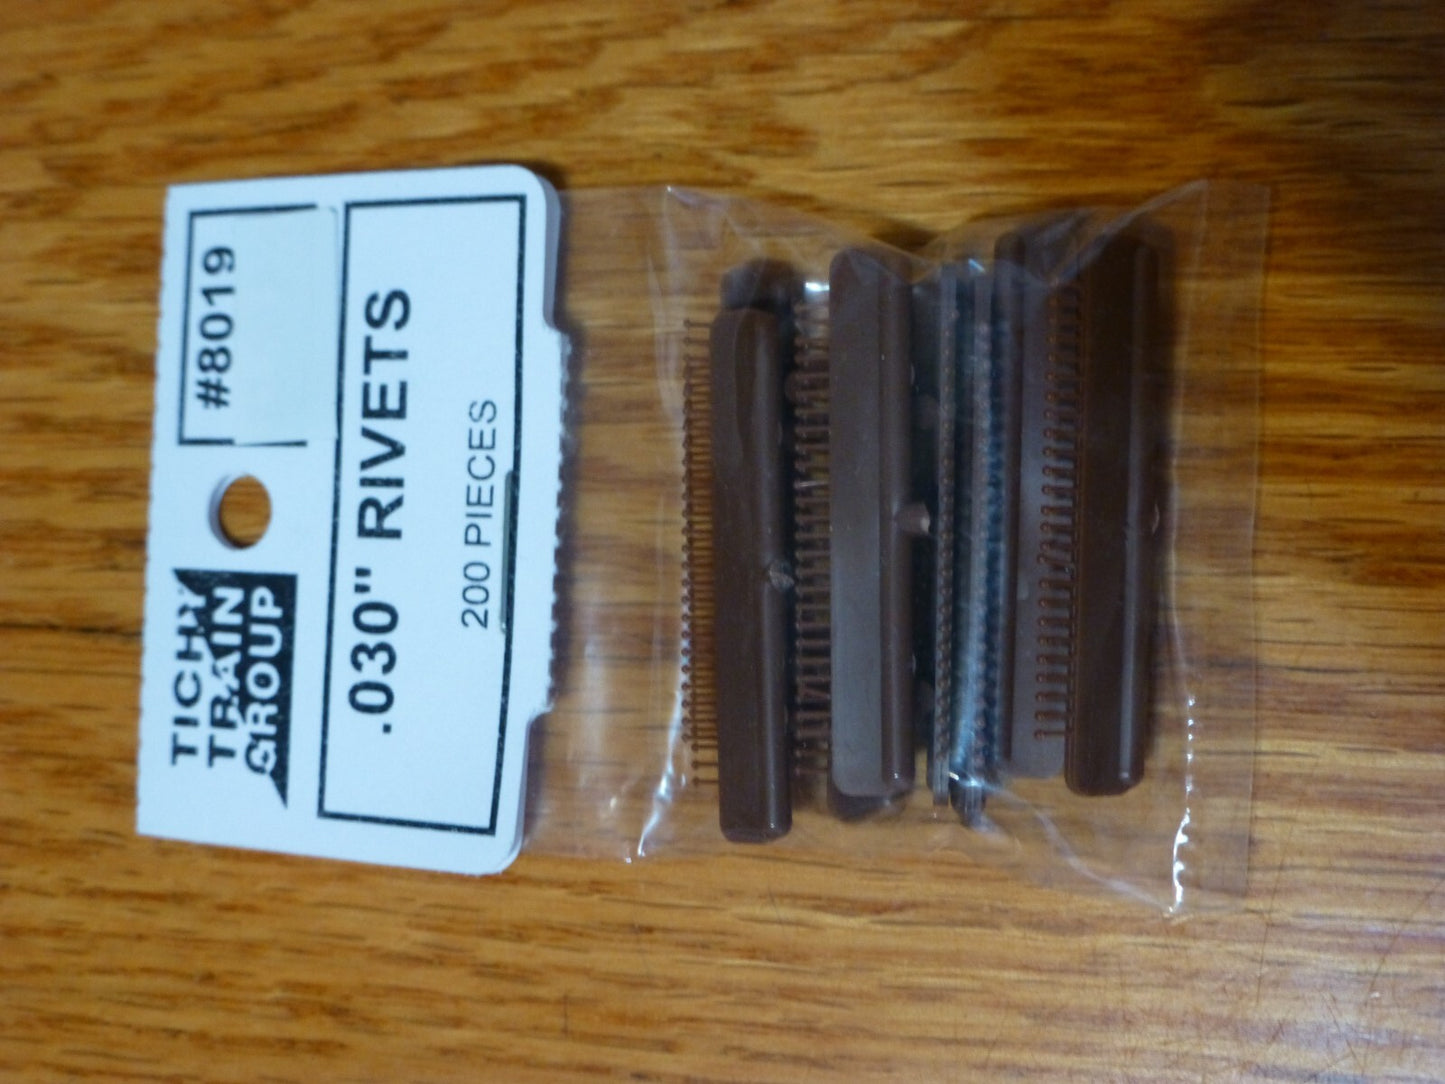 TICHY
TRAIN
GROUP
#8019
.030" RIVETS
200 PIECES